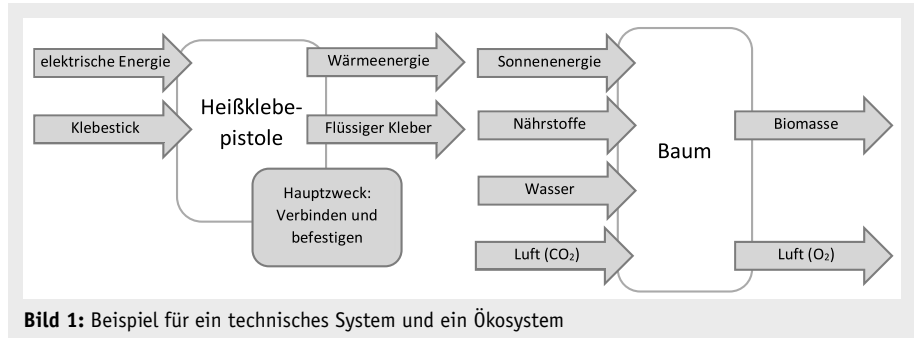 elektrische Energie
Klebestick
Heißklebe-
pistole
Wärmeenergie
Flüssiger Kleber
Hauptzweck:
Verbinden und
befestigen
Sonnenenergie
Nährstoffe
Wasser
Luft (CO₂)
Baum
Biomasse
Luft (O₂)
Bild 1: Beispiel für ein technisches System und ein Ökosystem